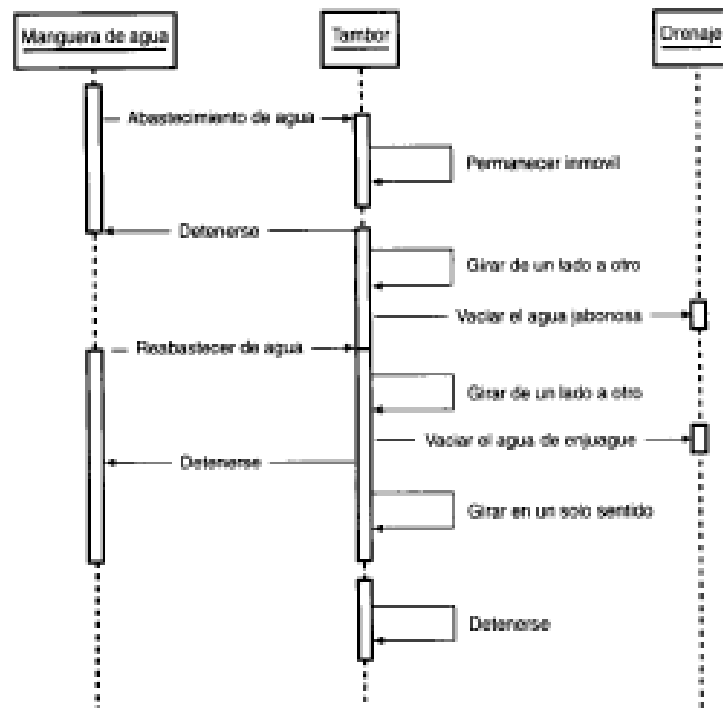 Manguera de agua
Tambor
Drenaje
Abastecimiento de agua
Permanecer inmovil
Detenerse
Girar de un lado a otro
Vaciar el agua jabonosa
Reabastecer de agua
Girar de un lado a otro
Vaciar el agua de enjuague
Detenerse
Girar en un solo sentido
Detenerse